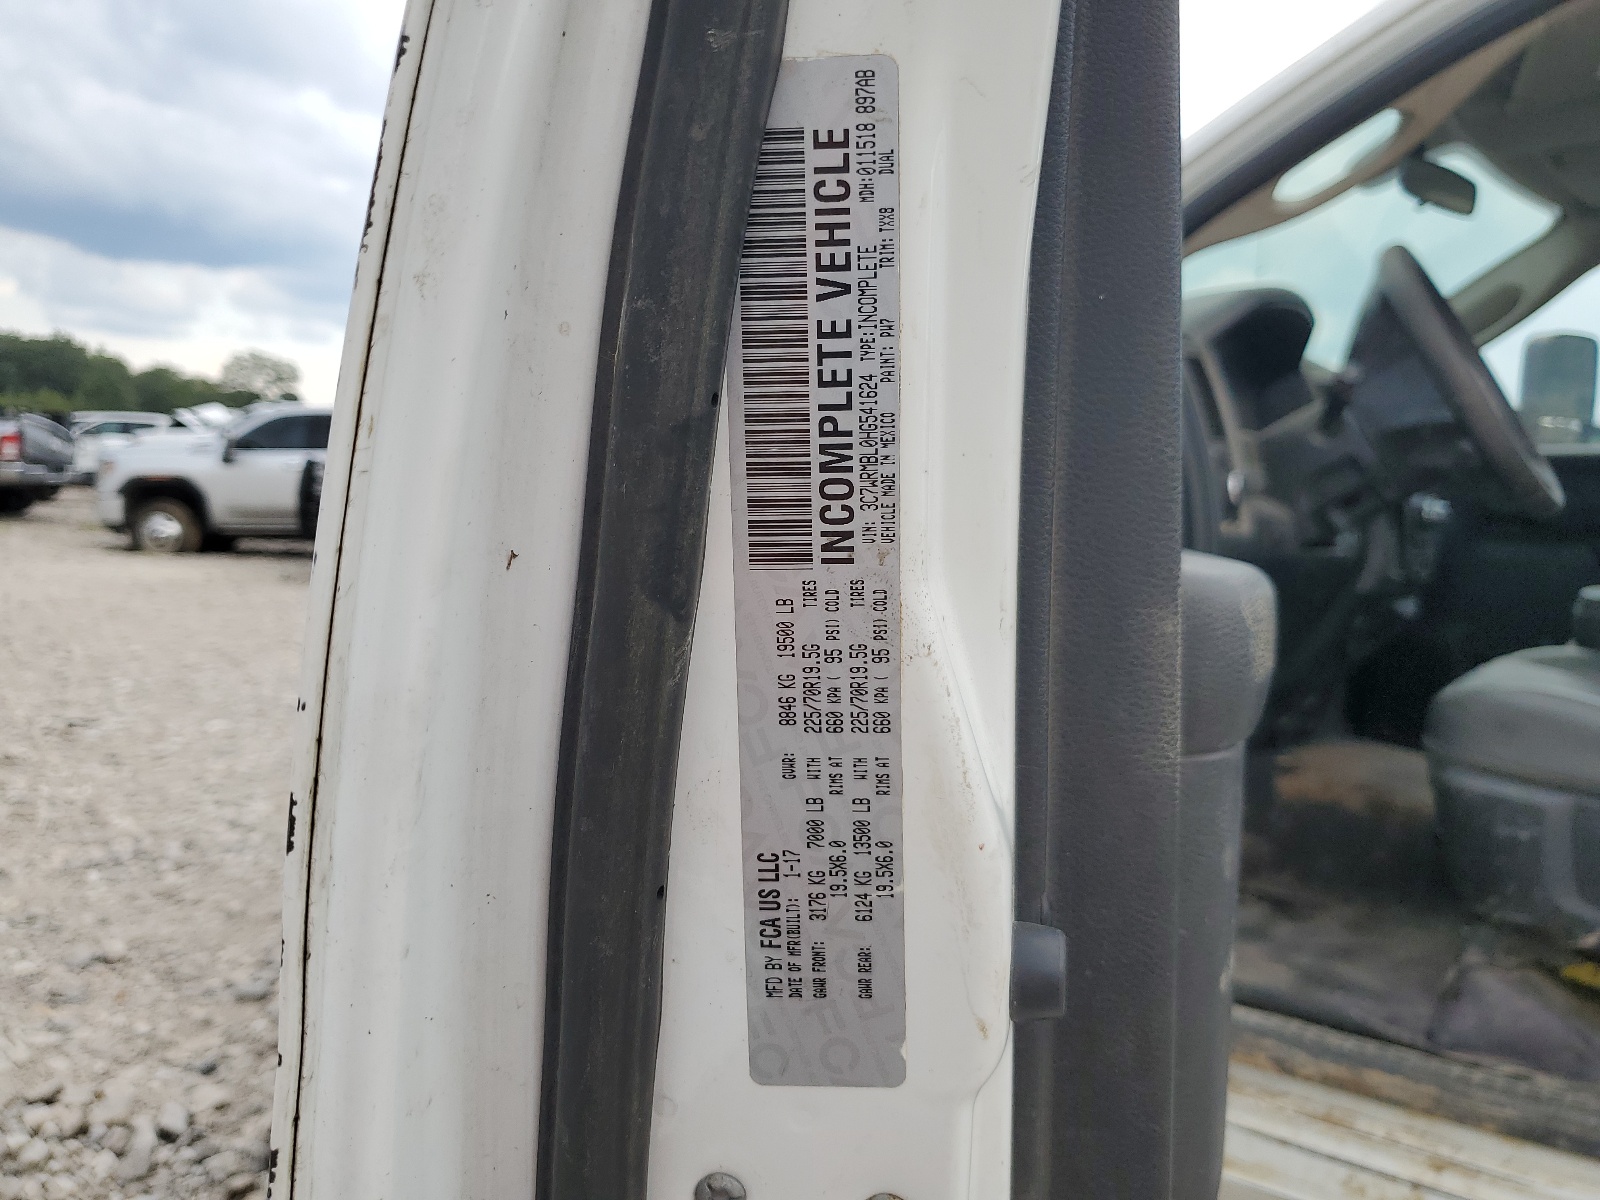 MFD BY FCA US LLC
DATE OF MFR(BUILT): 1-17 GVWR: 8846 KG 19500 LB
GAWR FRONT: 3176 KG 7000 LB WITH 225/70R19.5G TIRES
19.5X6.0 RIMS AT 660 KPA ( 95 PSI) COLD
GAWR REAR: 6124 KG 13500 LB WITH 225/70R19.5G TIRES
19.5X6.0 RIMS AT 660 KPA ( 95 PSI) COLD
INCOMPLETE VEHICLE
VIN: 3C7WRMBL0HG541624 TYPE:INCOMPLETE MDH:011518 897AB
VEHICLE MADE IN MEXICO PAINT: PW7 TRIM: TXX8 DUAL